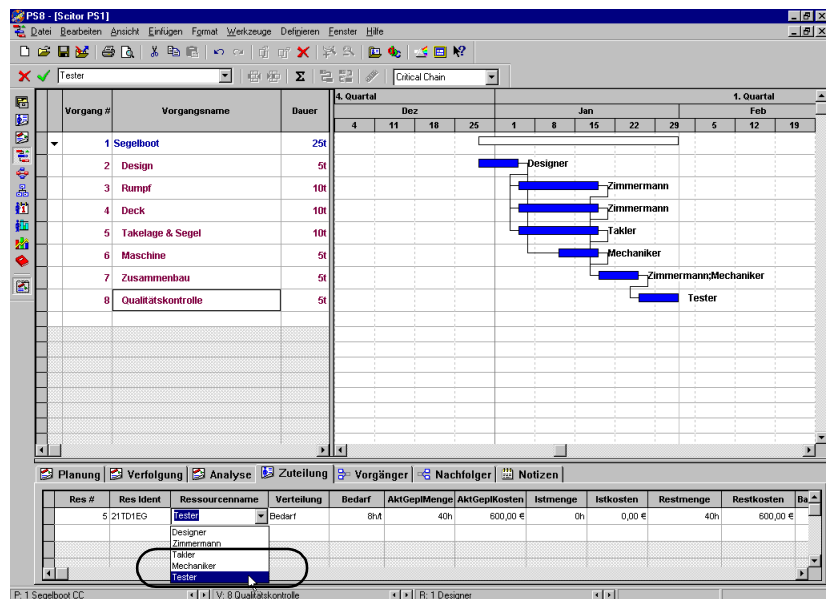 PS8 - [Scitor PS1]
Datei Bearbeiten Ansicht Einfügen Format Werkzeuge Definieren Fenster Hilfe
Tester Σ Critical Chain
Vorgang # Vorgangsname Dauer
4. Quartal 1. Quartal
Dez Jan Feb
4 11 18 25 1 8 15 22 29 5 12 19
1 Segelboot 25t
2 Design 5t Designer
3 Rumpf 10t Zimmermann
4 Deck 10t Zimmermann
5 Takelage & Segel 10t Takler
6 Maschine 5t Mechaniker
7 Zusammenbau 5t Zimmermann;Mechaniker
8 Qualitätskontrolle 5t Tester
Planung Verfolgung Analyse Zuteilung Vorgänger Nachfolger Notizen
Res # Res Ident Ressourcenname Verteilung Bedarf AktGeplMenge AktGeplKosten Istmenge Istkosten Restmenge Restkosten Ba
5 21TD1EG Tester Bedarf 8h/t 40h 600,00 € 0h 0,00 € 40h 600,00 €
Designer
Zimmermann
Takler
Mechaniker
Tester
P: 1 Segelboot CC V: 8 Qualitätskontrolle R: 1 Designer